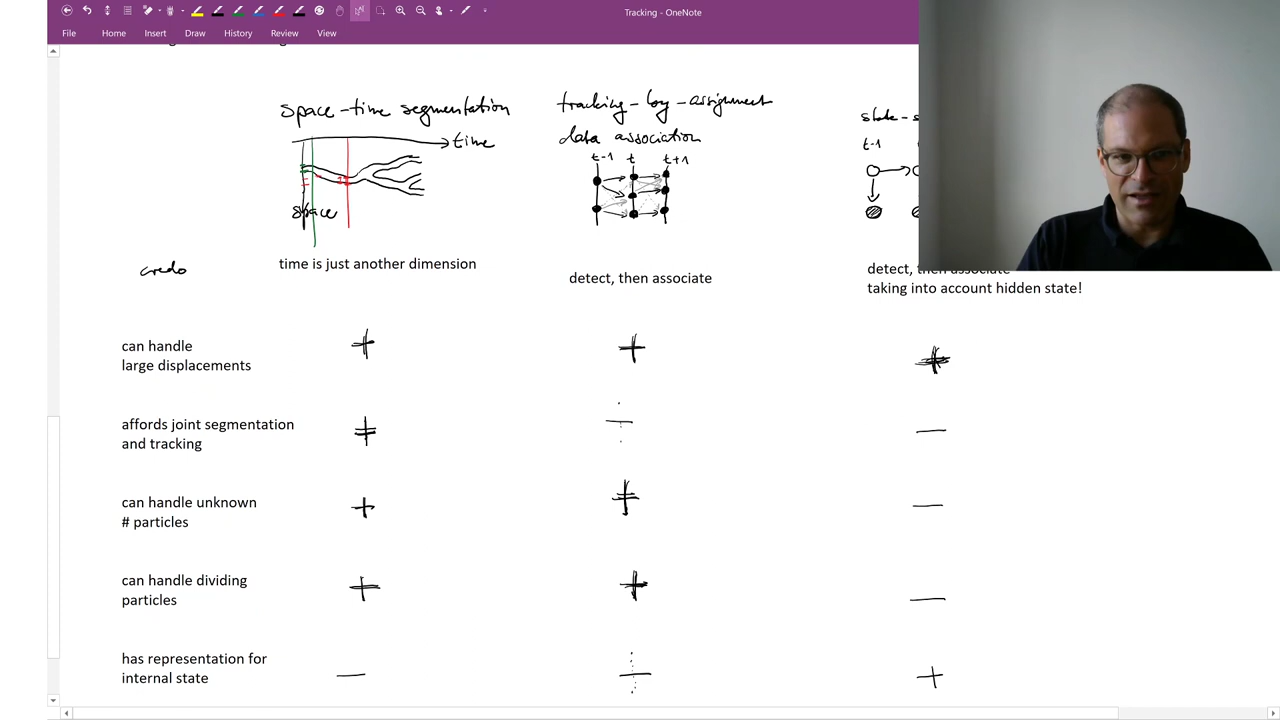 Tracking - OneNote
File Home Insert Draw History Review View
space-time segmentation
tracking-by-assignment
data association
state-s
time
t-1 t t+1
t-1
space
credo
time is just another dimension
detect, then associate
detect, then associate
taking into account hidden state!
can handle
large displacements
+ + +
affords joint segmentation
and tracking
+ - -
can handle unknown
# particles
+ + -
can handle dividing
particles
+ + -
has representation for
internal state
- - +